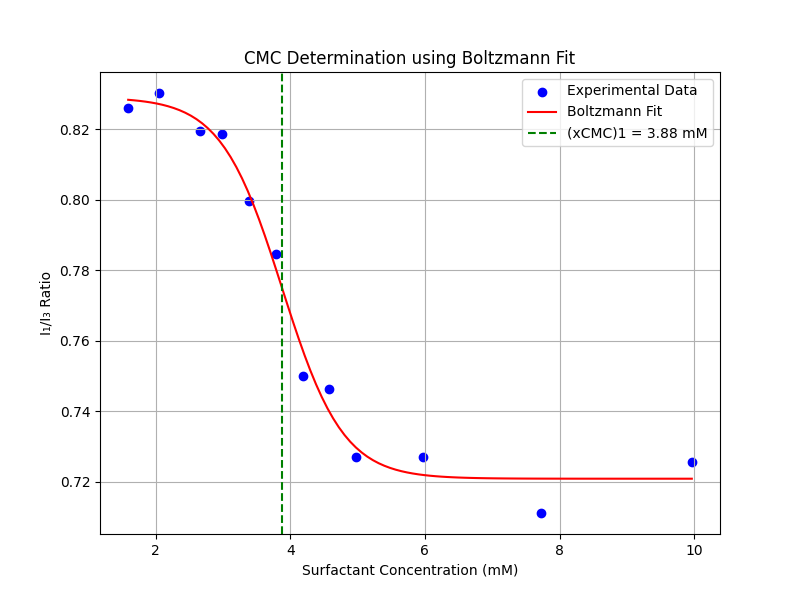 CMC Determination using Boltzmann Fit
Experimental Data
Boltzmann Fit
(xCMC)1 = 3.88 mM
0.82
0.80
0.78
0.76
0.74
0.72
I₁/I₃ Ratio
2 4 6 8 10
Surfactant Concentration (mM)